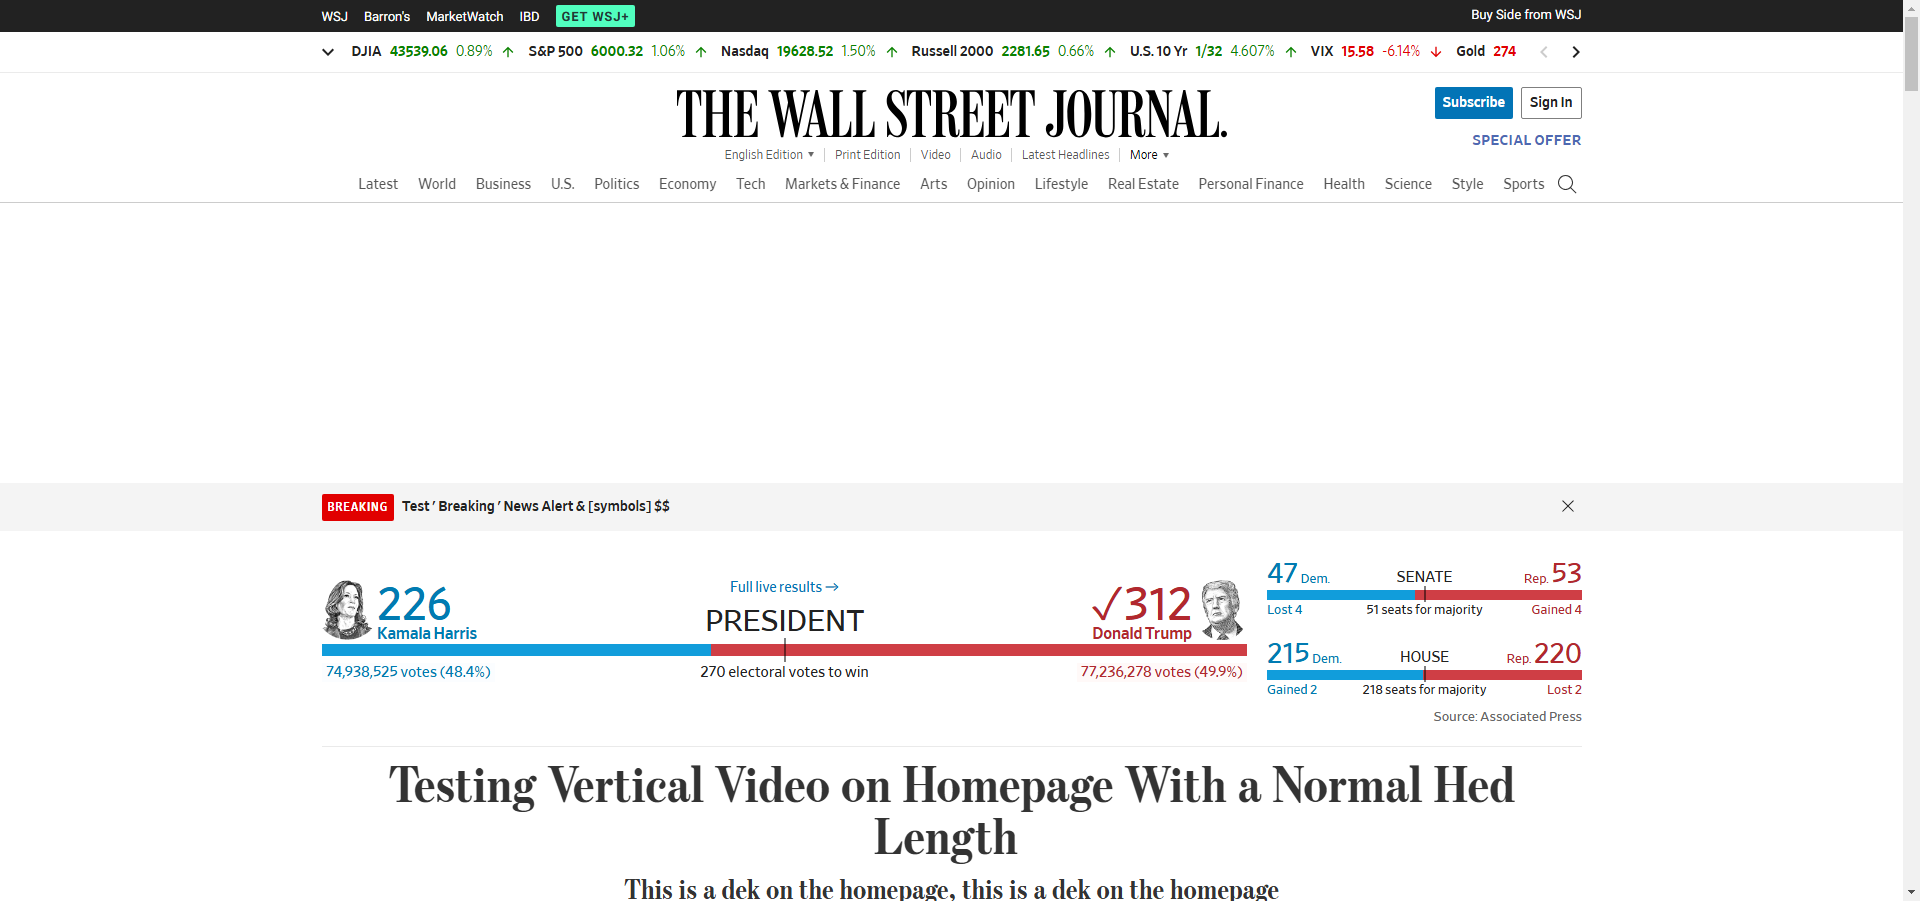 WSJ Barron's MarketWatch IBD GET WSJ+ Buy Side from WSJ
DJIA 43539.06 0.89% S&P 500 6000.32 1.06% Nasdaq 19628.52 1.50% Russell 2000 2281.65 0.66% U.S. 10 Yr 1/32 4.607% VIX 15.58 -6.14% Gold 274
THE WALL STREET JOURNAL.
Subscribe Sign In
SPECIAL OFFER
English Edition Print Edition Video Audio Latest Headlines More
Latest World Business U.S. Politics Economy Tech Markets & Finance Arts Opinion Lifestyle Real Estate Personal Finance Health Science Style Sports
BREAKING Test ' Breaking ' News Alert & [symbols] $$
226
Kamala Harris
Full live results →
PRESIDENT
✓312
Donald Trump
74,938,525 votes (48.4%) 270 electoral votes to win 77,236,278 votes (49.9%)
47 Dem. SENATE Rep. 53
Lost 4 51 seats for majority Gained 4
215 Dem. HOUSE Rep. 220
Gained 2 218 seats for majority Lost 2
Source: Associated Press
Testing Vertical Video on Homepage With a Normal Hed
Length
This is a dek on the homepage, this is a dek on the homepage